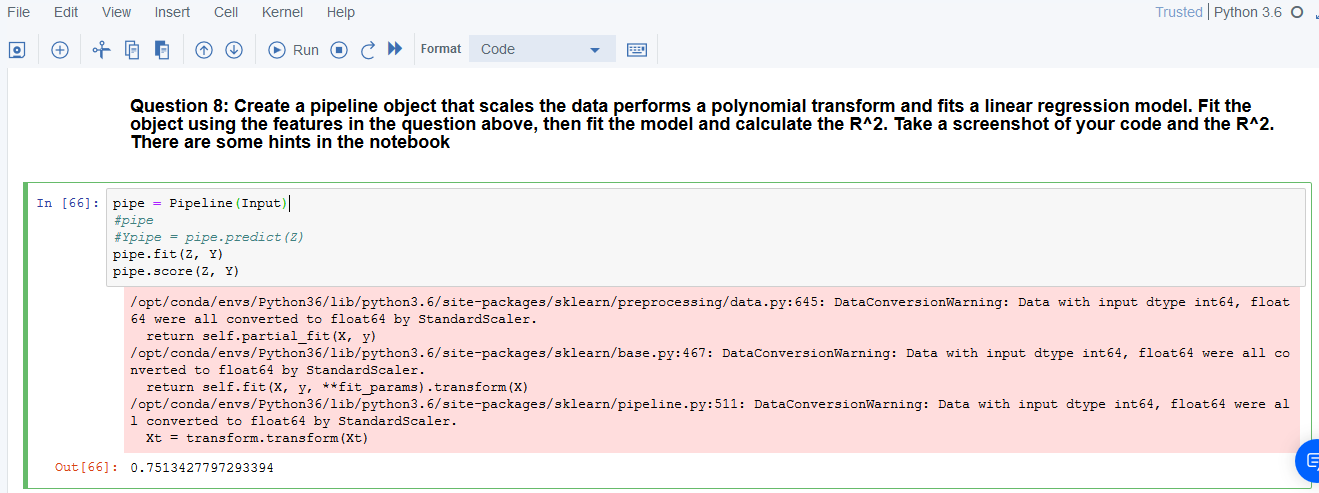 File Edit View Insert Cell Kernel Help Trusted Python 3.6
Run Format Code
Question 8: Create a pipeline object that scales the data performs a polynomial transform and fits a linear regression model. Fit the
object using the features in the question above, then fit the model and calculate the R^2. Take a screenshot of your code and the R^2.
There are some hints in the notebook
In [66]: pipe = Pipeline(Input)
#pipe
#Ypipe = pipe.predict(Z)
pipe.fit(Z, Y)
pipe.score(Z, Y)
/opt/conda/envs/Python36/lib/python3.6/site-packages/sklearn/preprocessing/data.py:645: DataConversionWarning: Data with input dtype int64, float
64 were all converted to float64 by StandardScaler.
return self.partial_fit(X, y)
/opt/conda/envs/Python36/lib/python3.6/site-packages/sklearn/base.py:467: DataConversionWarning: Data with input dtype int64, float64 were all co
nverted to float64 by StandardScaler.
return self.fit(X, y, **fit_params).transform(X)
/opt/conda/envs/Python36/lib/python3.6/site-packages/sklearn/pipeline.py:511: DataConversionWarning: Data with input dtype int64, float64 were al
l converted to float64 by StandardScaler.
Xt = transform.transform(Xt)
Out[66]: 0.7513427797293394